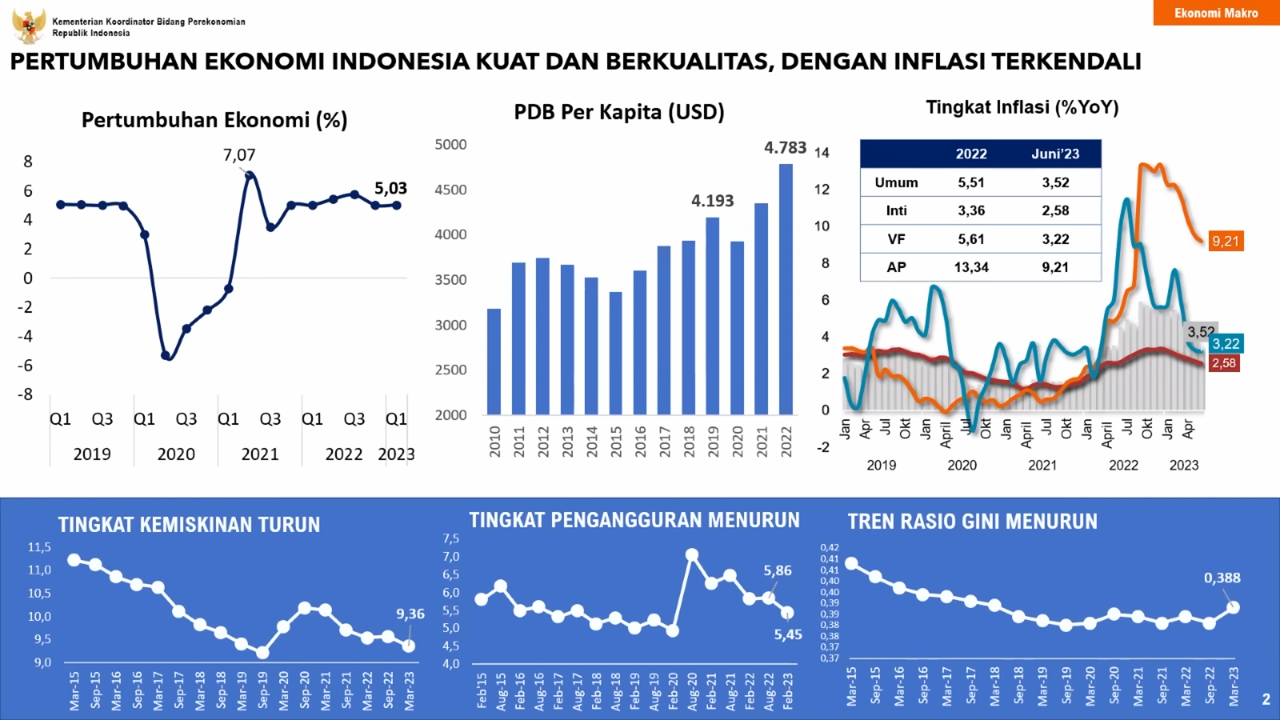 Kementerian Koordinator Bidang Perekonomian
Republik Indonesia
Ekonomi Makro
PERTUMBUHAN EKONOMI INDONESIA KUAT DAN BERKUALITAS, DENGAN INFLASI TERKENDALI
Pertumbuhan Ekonomi (%)
8
6
4
2
0
-2
-4
-6
-8
7,07
5,03
Q1 Q3 Q1 Q3 Q1 Q3 Q1 Q3 Q1
2019 2020 2021 2022 2023
PDB Per Kapita (USD)
5000
4500
4000
3500
3000
2500
2000
4.193
4.783
2010 2011 2012 2013 2014 2015 2016 2017 2018 2019 2020 2021 2022
Tingkat Inflasi (%YoY)
14
12
10
8
6
4
2
0
-2
2022 Juni'23
Umum 5,51 3,52
Inti 3,36 2,58
VF 5,61 3,22
AP 13,34 9,21
9,21
3,52
3,22
2,58
Jan Apr Jul Okt Jan April Jul Okt Jan April Jul Okt Jan April Jul Okt Jan Apr
2019 2020 2021 2022 2023
TINGKAT KEMISKINAN TURUN
11,5
11,0
10,5
10,0
9,5
9,0
9,36
Mar-15 Sep-15 Mar-16 Sep-16 Mar-17 Sep-17 Mar-18 Sep-18 Mar-19 Sep-19 Mar-20 Sep-20 Mar-21 Sep-21 Mar-22 Sep-22 Mar-23
TINGKAT PENGANGGURAN MENURUN
7,5
7,0
6,5
6,0
5,5
5,0
4,5
4,0
5,86
5,45
Feb'15 Aug-15 Feb-16 Aug-16 Feb-17 Aug-17 Feb-18 Aug-18 Feb-19 Aug-19 Feb-20 Aug-20 Feb-21 Aug-21 Feb-22 Aug-22 Feb-23
TREN RASIO GINI MENURUN
0,42
0,41
0,41
0,40
0,40
0,39
0,39
0,38
0,38
0,37
0,37
0,388
Mar-15 Sep-15 Mar-16 Sep-16 Mar-17 Sep-17 Mar-18 Sep-18 Mar-19 Sep-19 Mar-20 Sep-20 Mar-21 Sep-21 Mar-22 Sep-22 Mar-23
2